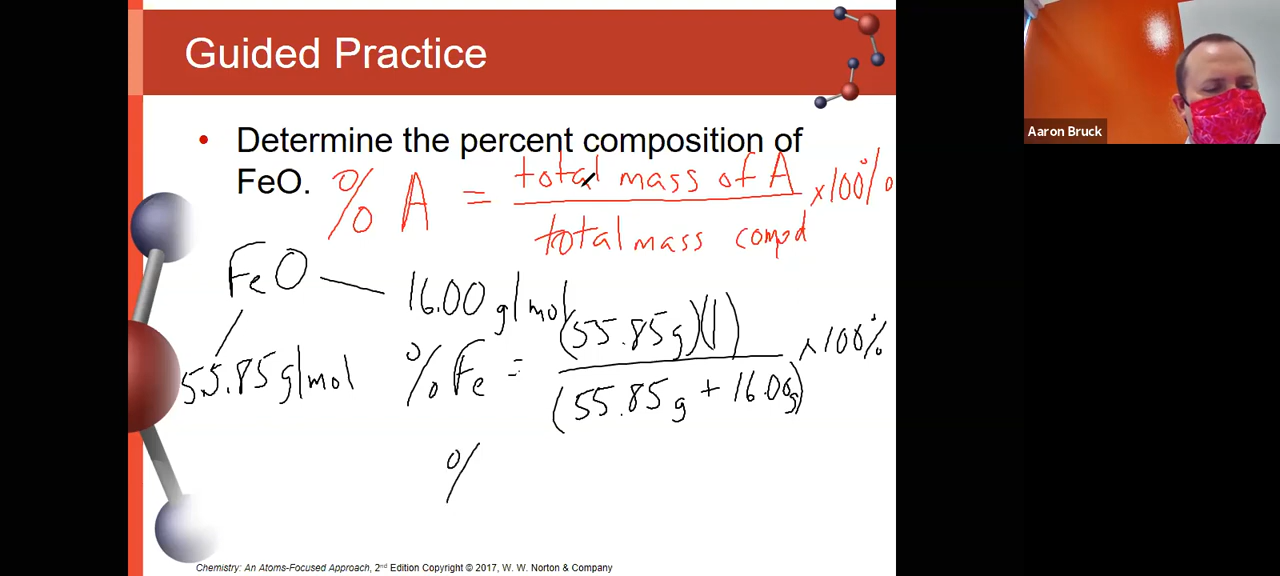 Guided Practice
Aaron Bruck
• Determine the percent composition of
FeO.
% A = total mass of A / total mass compd × 100%
FeO — 16.00 g/mol
55.85 g/mol
% Fe = (55.85 g)(1) / (55.85 g + 16.00 g) × 100%
%
Chemistry: An Atoms-Focused Approach, 2nd Edition Copyright © 2017, W. W. Norton & Company